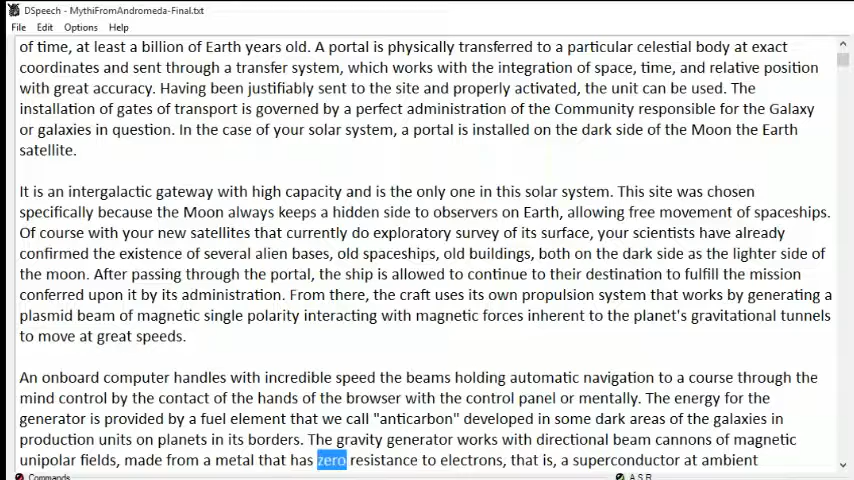 DSpeech - MythiFromAndromeda-Final.txt
File Edit Options Help
of time, at least a billion of Earth years old. A portal is physically transferred to a particular celestial body at exact
coordinates and sent through a transfer system, which works with the integration of space, time, and relative position
with great accuracy. Having been justifiably sent to the site and properly activated, the unit can be used. The
installation of gates of transport is governed by a perfect administration of the Community responsible for the Galaxy
or galaxies in question. In the case of your solar system, a portal is installed on the dark side of the Moon the Earth
satellite.
It is an intergalactic gateway with high capacity and is the only one in this solar system. This site was chosen
specifically because the Moon always keeps a hidden side to observers on Earth, allowing free movement of spaceships.
Of course with your new satellites that currently do exploratory survey of its surface, your scientists have already
confirmed the existence of several alien bases, old spaceships, old buildings, both on the dark side as the lighter side of
the moon. After passing through the portal, the ship is allowed to continue to their destination to fulfill the mission
conferred upon it by its administration. From there, the craft uses its own propulsion system that works by generating a
plasmid beam of magnetic single polarity interacting with magnetic forces inherent to the planet's gravitational tunnels
to move at great speeds.
An onboard computer handles with incredible speed the beams holding automatic navigation to a course through the
mind control by the contact of the hands of the browser with the control panel or mentally. The energy for the
generator is provided by a fuel element that we call "anticarbon" developed in some dark areas of the galaxies in
production units on planets in its borders. The gravity generator works with directional beam cannons of magnetic
unipolar fields, made from a metal that has zero resistance to electrons, that is, a superconductor at ambient
Commands A.S.R.